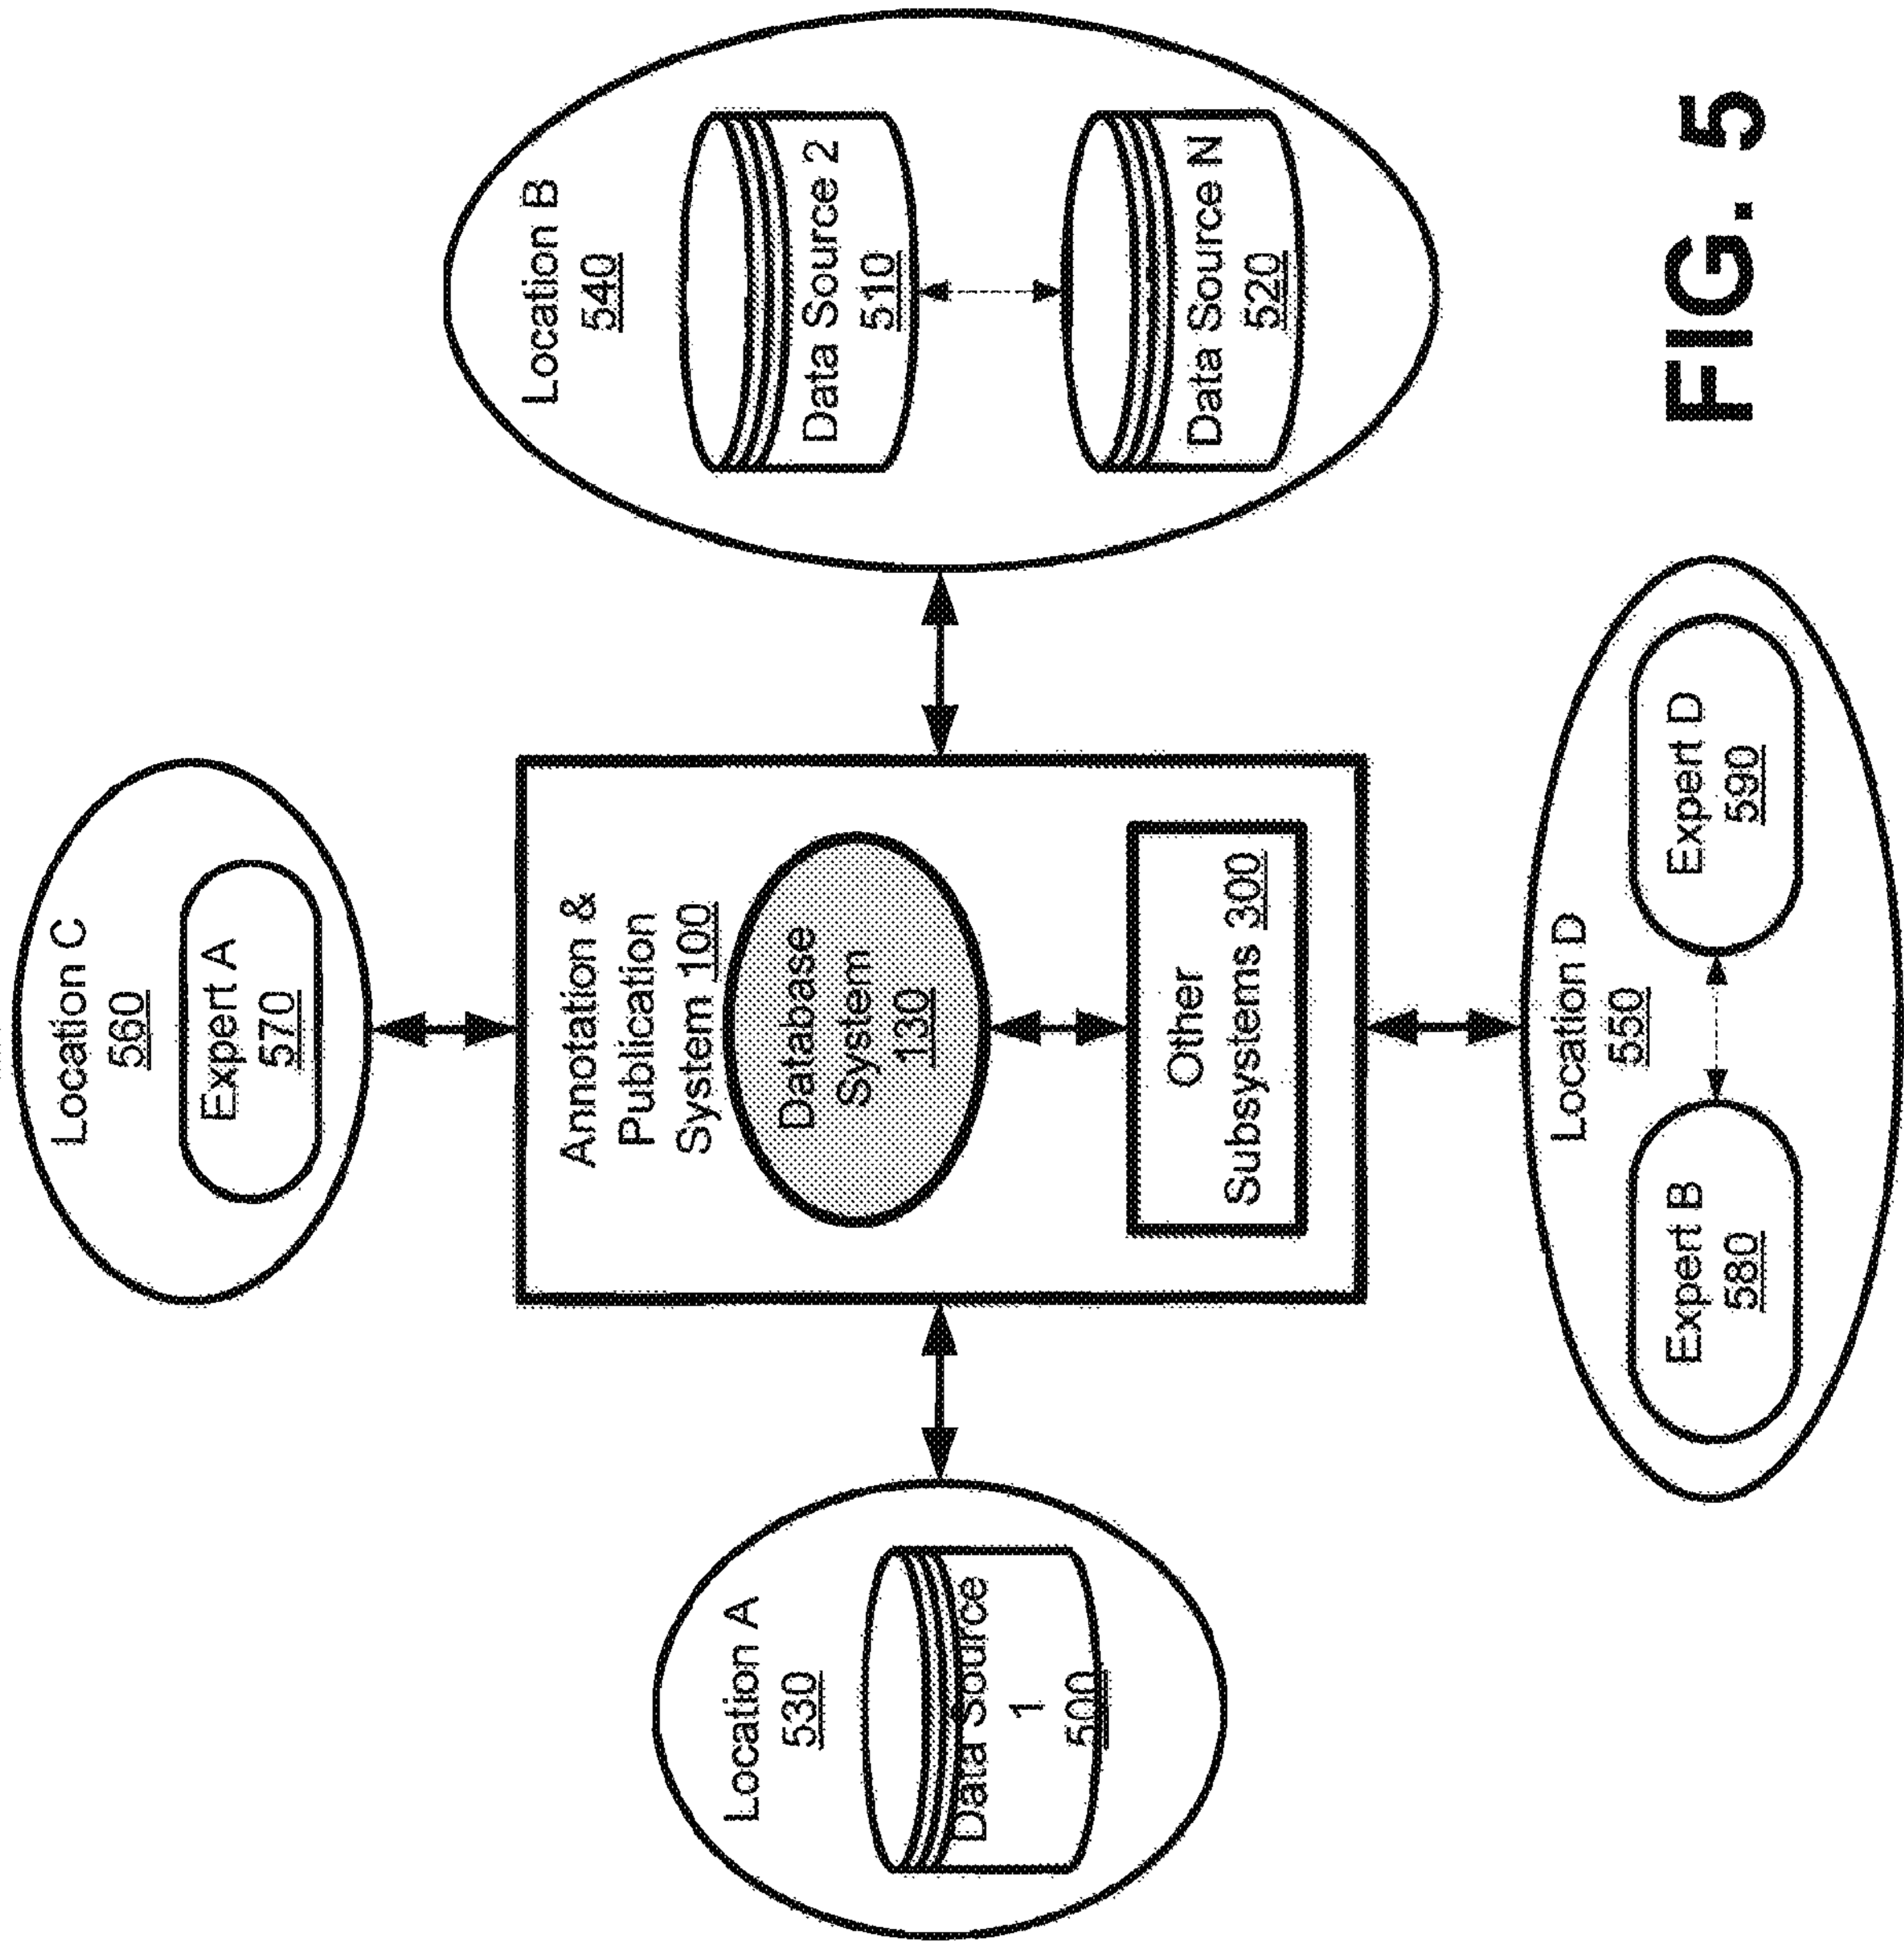 Location C
560
Expert A
570
Location A
530
Data Source
1
500
Annotation &
Publication
System 100
Database
System
130
Other
Subsystems 300
Location B
540
Data Source 2
510
Data Source N
520
Location D
550
Expert B
580
Expert D
590
FIG. 5